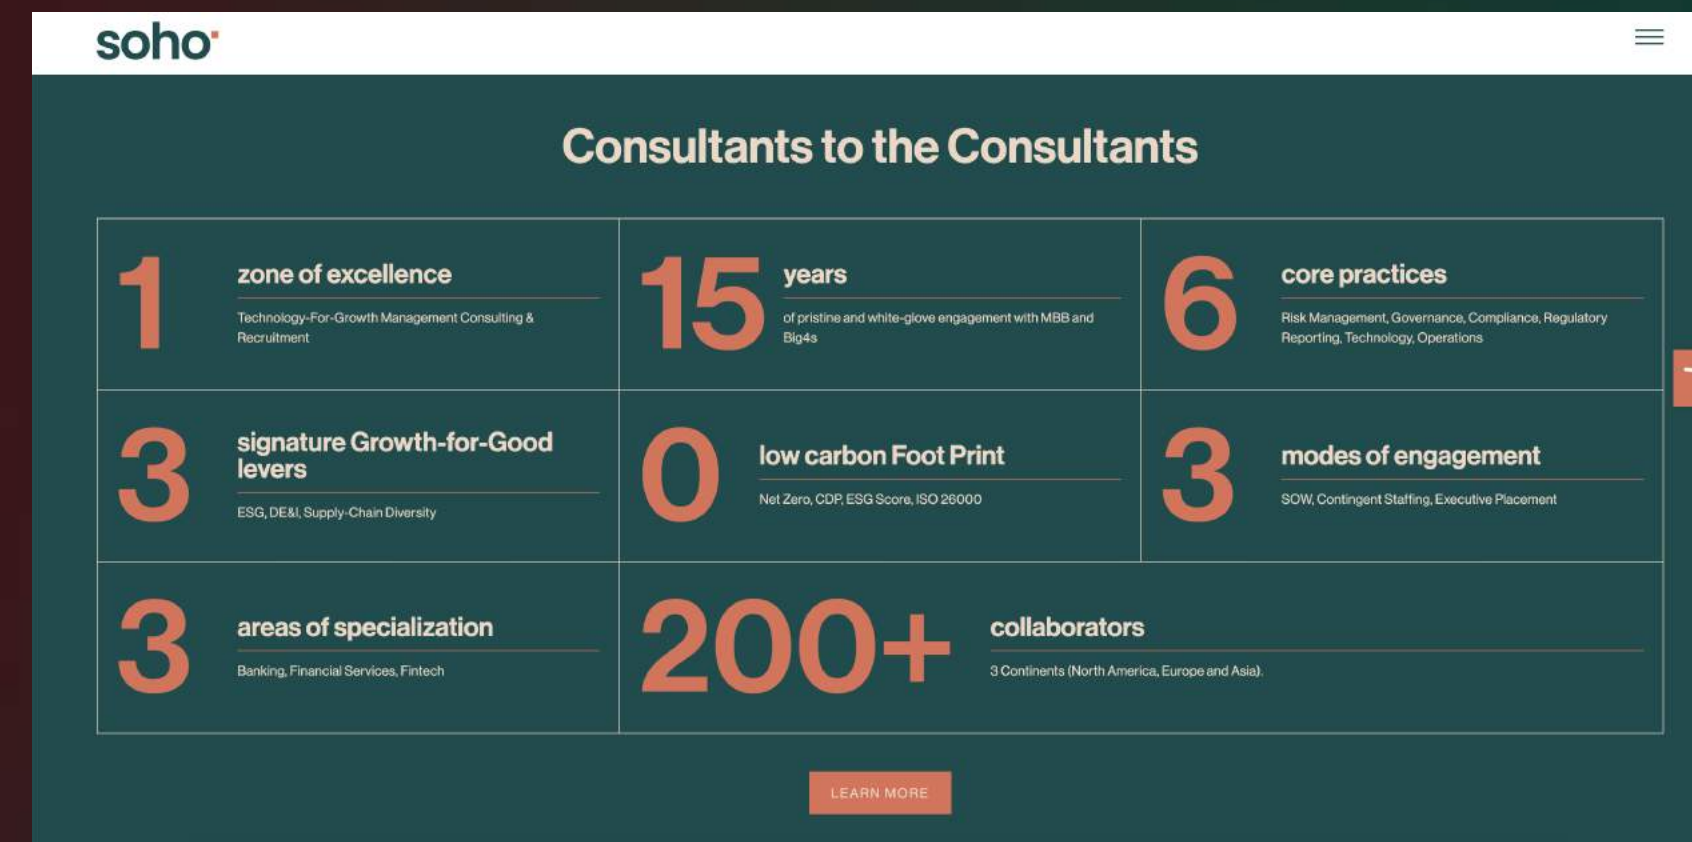 soho
Consultants to the Consultants
1
zone of excellence
Technology-For-Growth Management Consulting &
Recruitment
15
years
of pristine and white-glove engagement with MBB and
Big4s
6
core practices
Risk Management, Governance, Compliance, Regulatory
Reporting, Technology, Operations
3
signature Growth-for-Good
levers
ESG, DE&I, Supply-Chain Diversity
0
low carbon Foot Print
Net Zero, CDP, ESG Score, ISO 26000
3
modes of engagement
SOW, Contingent Staffing, Executive Placement
3
areas of specialization
Banking, Financial Services, Fintech
200+
collaborators
3 Continents (North America, Europe and Asia).
LEARN MORE